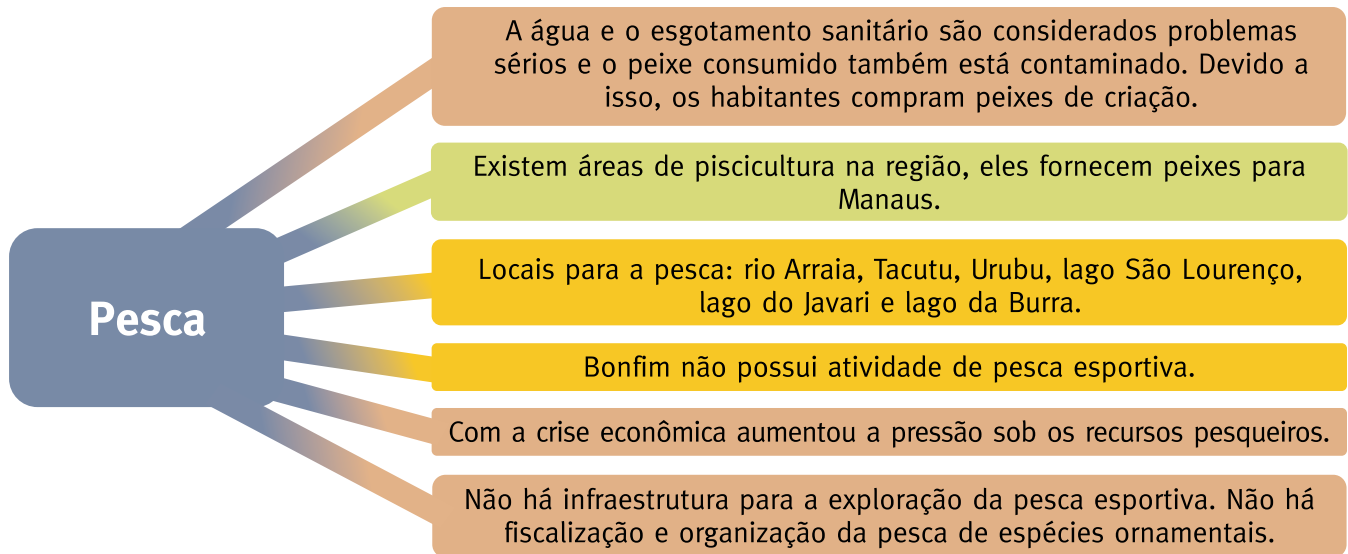 A água e o esgotamento sanitário são considerados problemas
sérios e o peixe consumido também está contaminado. Devido a
isso, os habitantes compram peixes de criação.
Existem áreas de piscicultura na região, eles fornecem peixes para
Manaus.
Locais para a pesca: rio Arraia, Tacutu, Urubu, lago São Lourenço,
lago do Javari e lago da Burra.
Pesca
Bonfim não possui atividade de pesca esportiva.
Com a crise econômica aumentou a pressão sob os recursos pesqueiros.
Não há infraestrutura para a exploração da pesca esportiva. Não há
fiscalização e organização da pesca de espécies ornamentais.